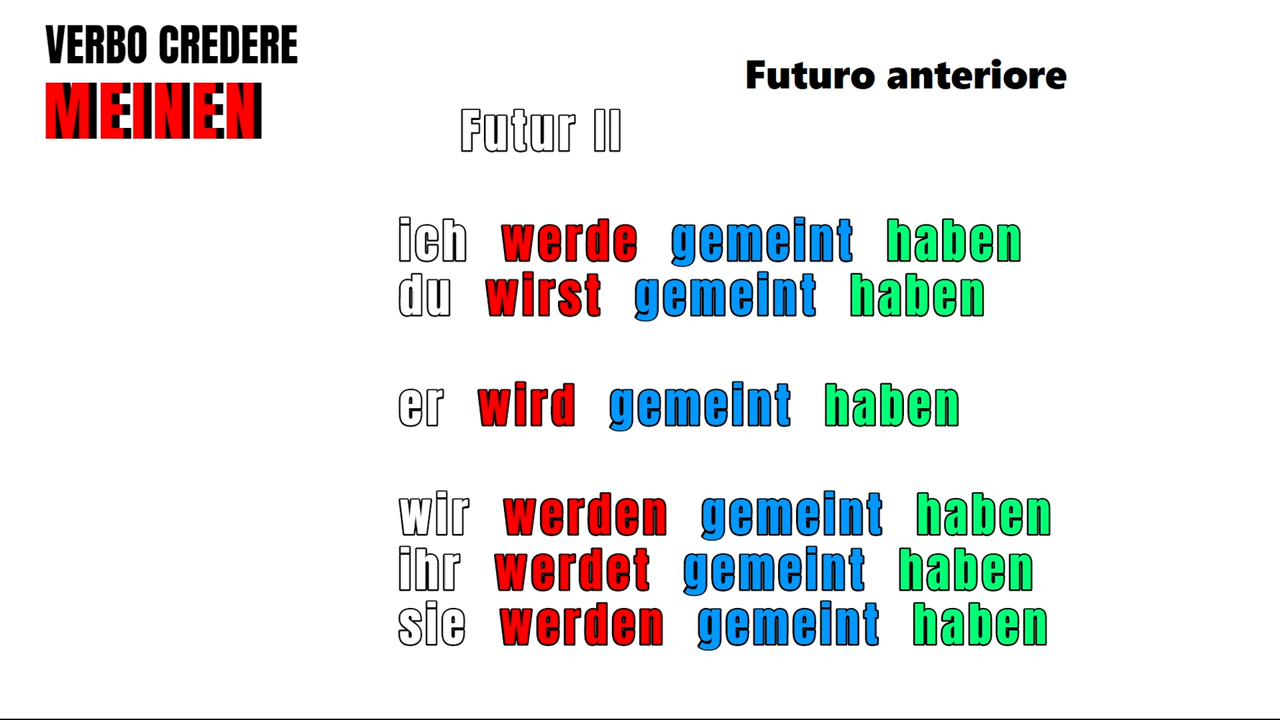 VERBO CREDERE
MEINEN
Futuro anteriore
Futur II
ich werde gemeint haben
du wirst gemeint haben
er wird gemeint haben
wir werden gemeint haben
ihr werdet gemeint haben
sie werden gemeint haben